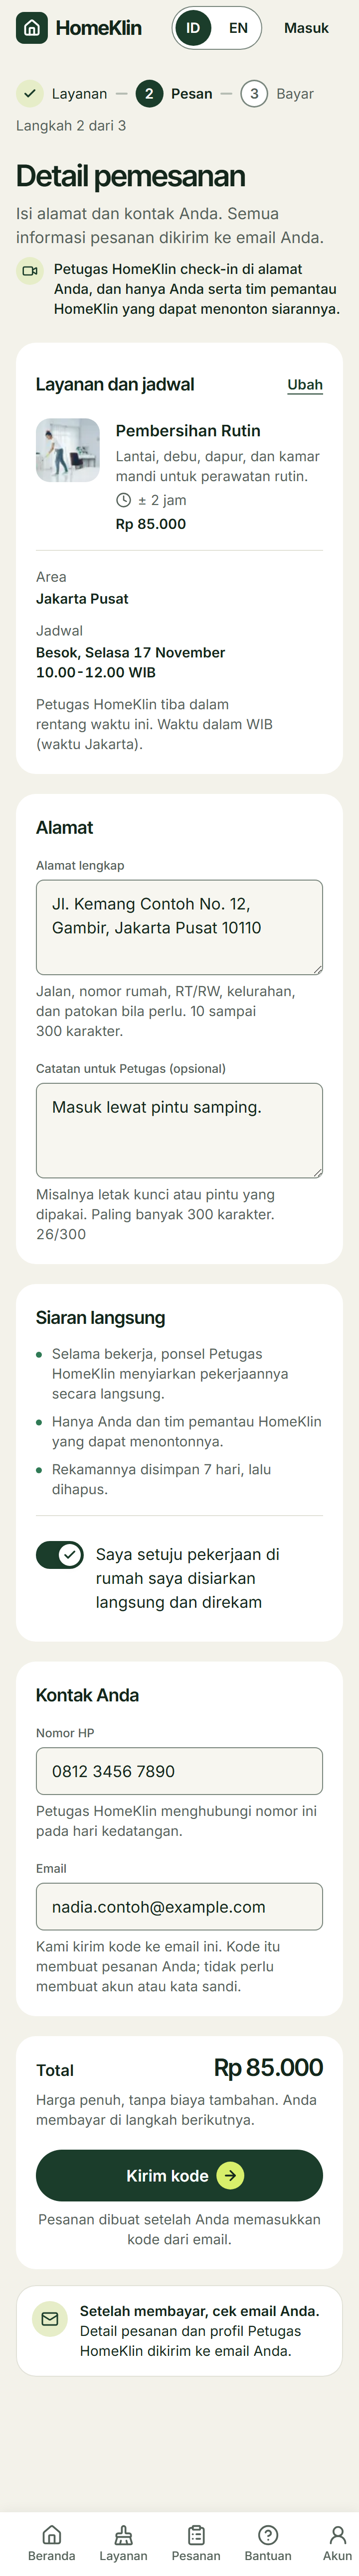 HomeKlin
ID
EN
Masuk
Layanan
2
Pesan
3
Bayar
Langkah 2 dari 3
Detail pemesanan
Isi alamat dan kontak Anda. Semua
informasi pesanan dikirim ke email Anda.
Petugas HomeKlin check-in di alamat
Anda, dan hanya Anda serta tim pemantau
HomeKlin yang dapat menonton siarannya.
Layanan dan jadwal
Ubah
Pembersihan Rutin
Lantai, debu, dapur, dan kamar
mandi untuk perawatan rutin.
± 2 jam
Rp 85.000
Area
Jakarta Pusat
Jadwal
Besok, Selasa 17 November
10.00-12.00 WIB
Petugas HomeKlin tiba dalam
rentang waktu ini. Waktu dalam WIB
(waktu Jakarta).
Alamat
Alamat lengkap
Jl. Kemang Contoh No. 12,
Gambir, Jakarta Pusat 10110
Jalan, nomor rumah, RT/RW, kelurahan,
dan patokan bila perlu. 10 sampai
300 karakter.
Catatan untuk Petugas (opsional)
Masuk lewat pintu samping.
Misalnya letak kunci atau pintu yang
dipakai. Paling banyak 300 karakter.
26/300
Siaran langsung
Selama bekerja, ponsel Petugas
HomeKlin menyiarkan pekerjaannya
secara langsung.
Hanya Anda dan tim pemantau HomeKlin
yang dapat menontonnya.
Rekamannya disimpan 7 hari, lalu
dihapus.
Saya setuju pekerjaan di
rumah saya disiarkan
langsung dan direkam
Kontak Anda
Nomor HP
0812 3456 7890
Petugas HomeKlin menghubungi nomor ini
pada hari kedatangan.
Email
nadia.contoh@example.com
Kami kirim kode ke email ini. Kode itu
membuat pesanan Anda; tidak perlu
membuat akun atau kata sandi.
Total
Rp 85.000
Harga penuh, tanpa biaya tambahan. Anda
membayar di langkah berikutnya.
Kirim kode
Pesanan dibuat setelah Anda memasukkan
kode dari email.
Setelah membayar, cek email Anda.
Detail pesanan dan profil Petugas
HomeKlin dikirim ke email Anda.
Beranda
Layanan
Pesanan
Bantuan
Akun